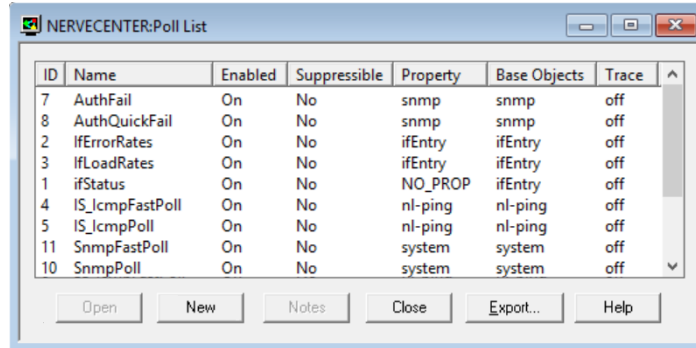 NERVECENTER:Poll List
ID Name Enabled Suppressible Property Base Objects Trace
7 AuthFail On No snmp snmp off
8 AuthQuickFail On No snmp snmp off
2 IfErrorRates On No ifEntry ifEntry off
3 IfLoadRates On No ifEntry ifEntry off
1 ifStatus On No NO_PROP ifEntry off
4 IS_IcmpFastPoll On No nl-ping nl-ping off
5 IS_IcmpPoll On No nl-ping nl-ping off
11 SnmpFastPoll On No system system off
10 SnmpPoll On No system system off
Open New Notes Close Export... Help